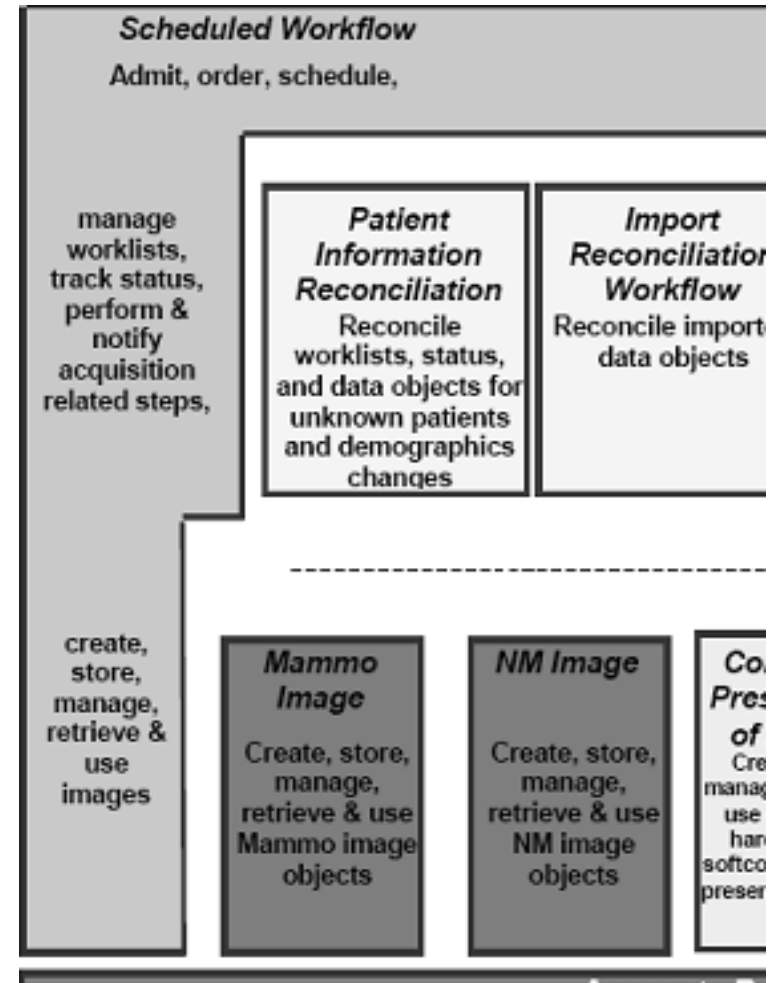 Scheduled Workflow
Admit, order, schedule,
manage
worklists,
track status,
perform &
notify
acquisition
related steps,
Patient
Information
Reconciliation
Reconcile
worklists, status,
and data objects for
unknown patients
and demographics
changes
Import
Reconciliation
Workflow
Reconcile
data objects
create,
store,
manage,
retrieve &
use
images
Mammo
Image
Create, store,
manage,
retrieve & use
Mammo image
objects
NM Image
Create, store,
manage,
retrieve & use
NM image
objects
of
use